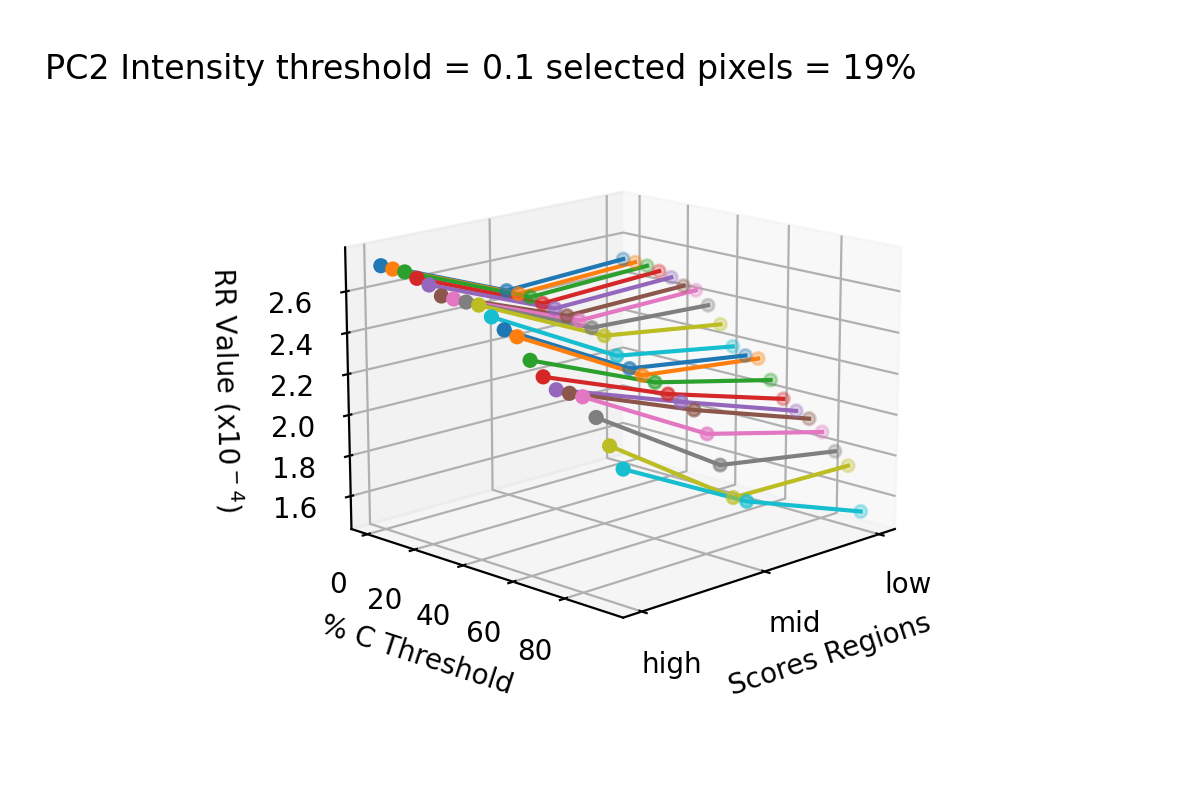 PC2 Intensity threshold = 0.1 selected pixels = 19%
RR Value (x10⁻⁴)
2.6
2.4
2.2
2.0
1.8
1.6
0
20
40
60
80
% C Threshold
low
mid
high
Scores Regions